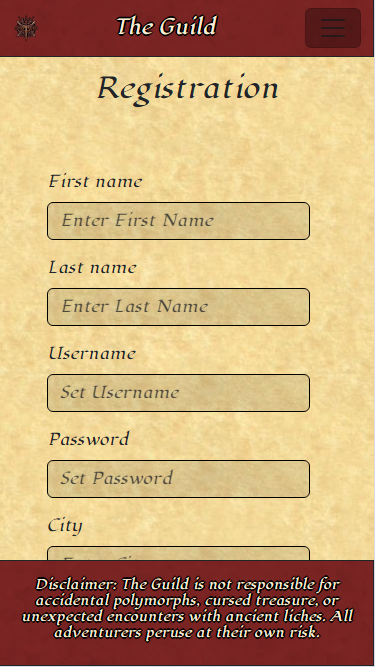 The Guild
Registration
First name
Enter First Name
Last name
Enter Last Name
Username
Set Username
Password
Set Password
City
Disclaimer: The Guild is not responsible for
accidental polymorphs, cursed treasure, or
unexpected encounters with ancient liches. All
adventurers peruse at their own risk.